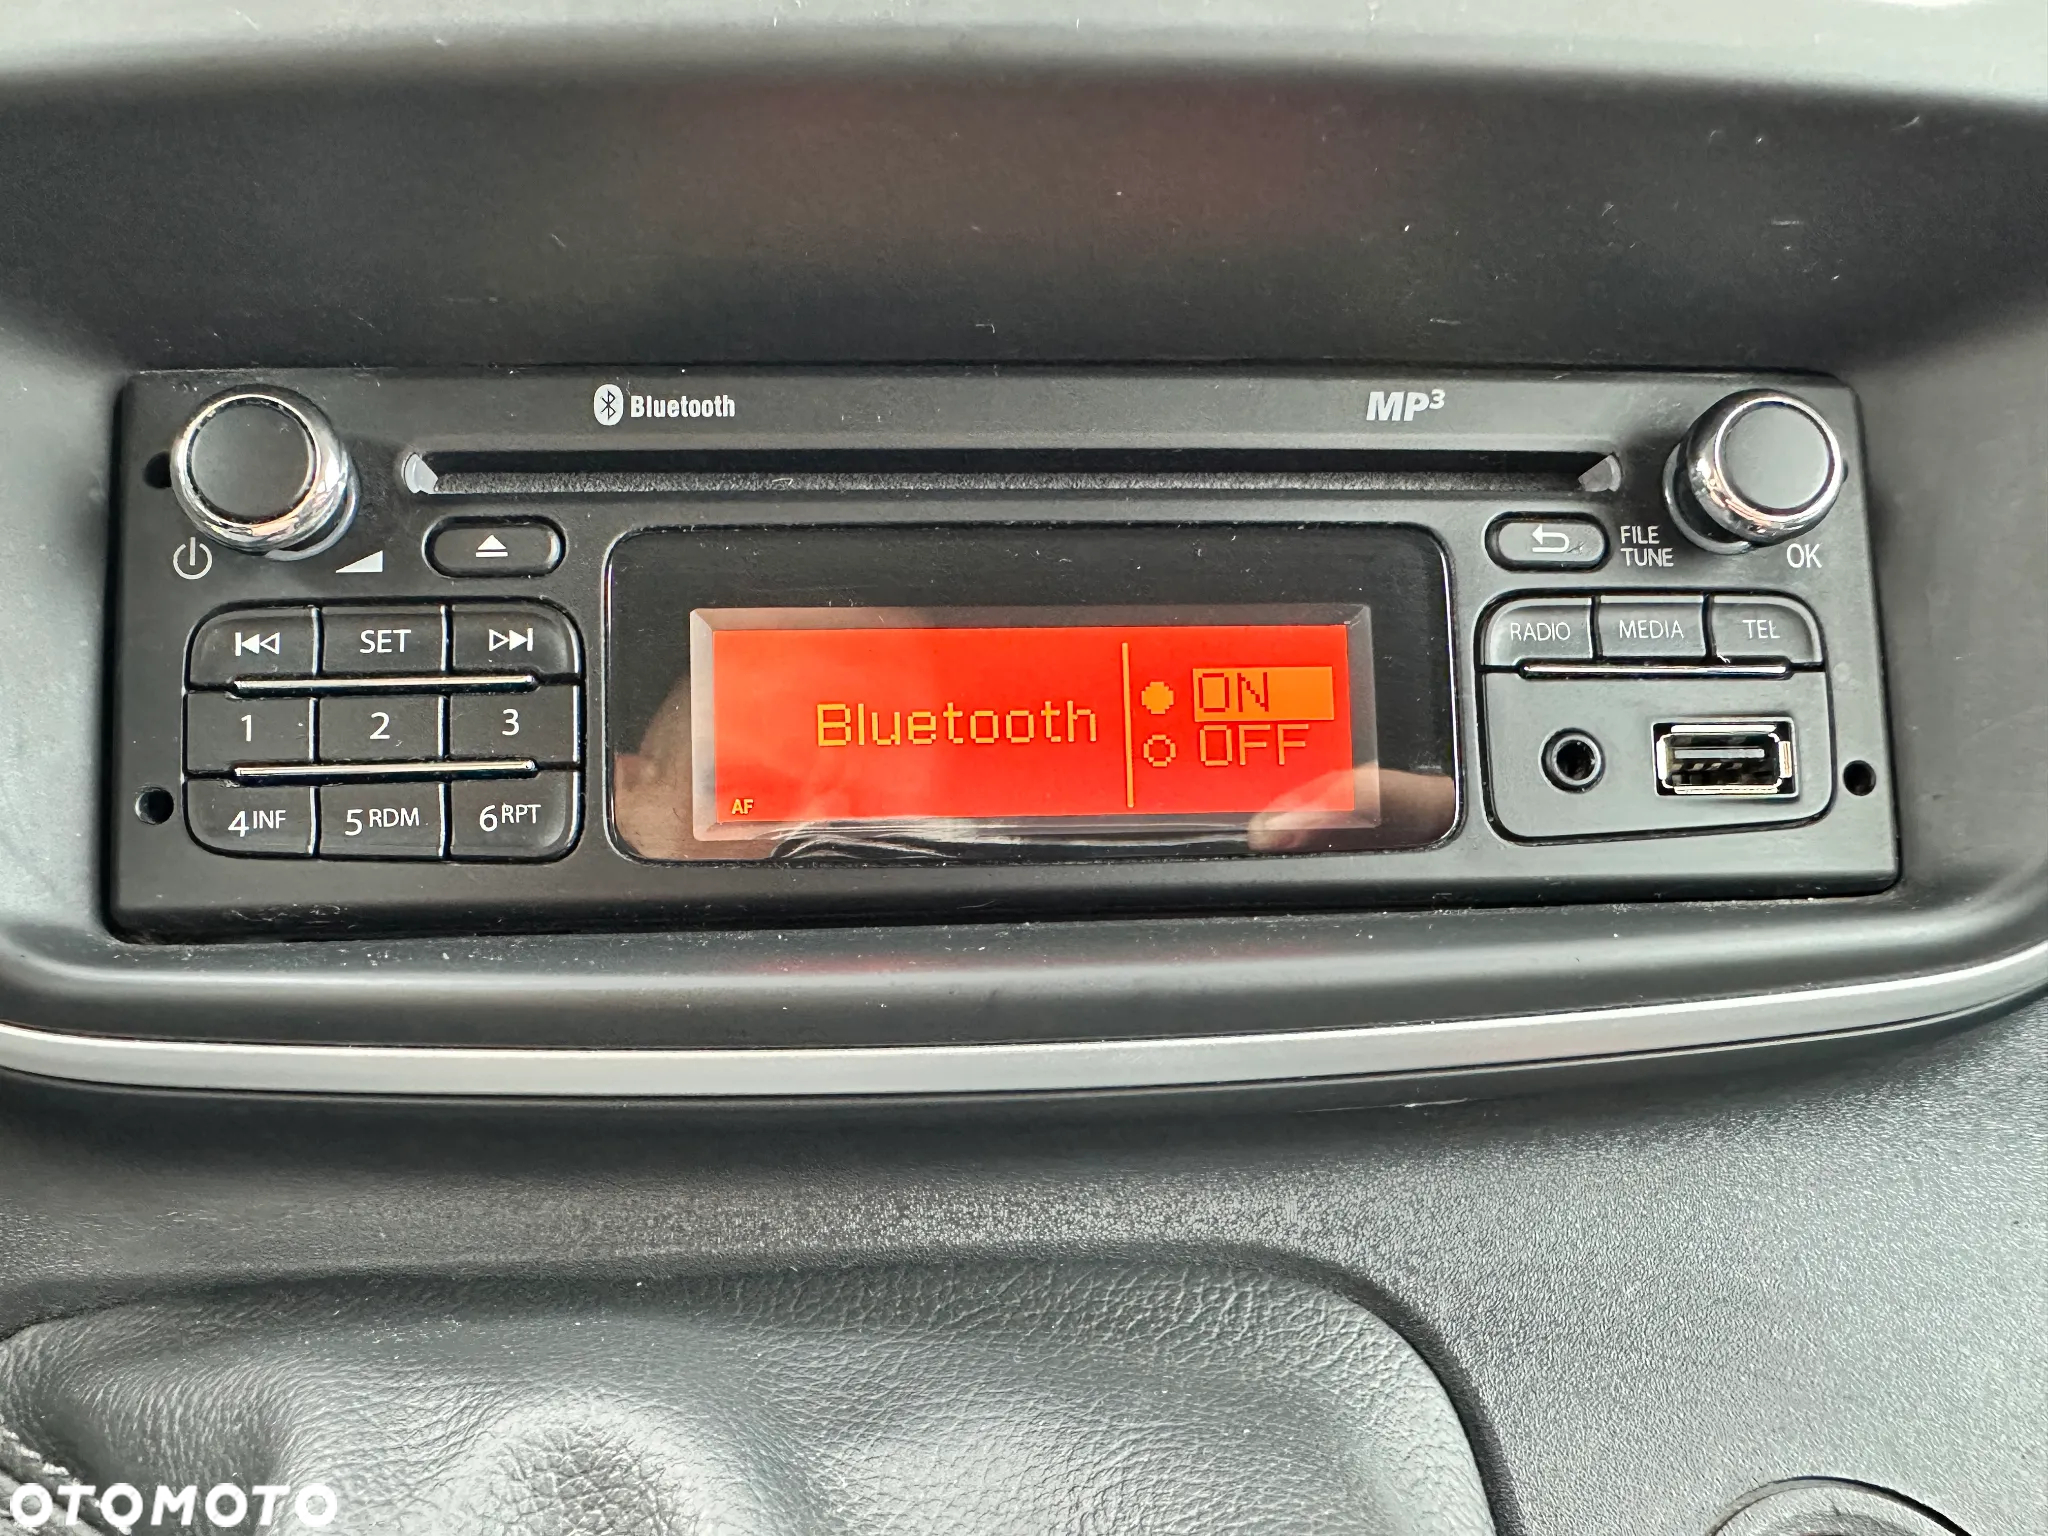 Bluetooth
MP3
FILE
TUNE
OK
SET
RADIO MEDIA TEL
1 2 3
Bluetooth
ON
OFF
AF
4 INF 5 RDM 6 RPT
OTOMOTO